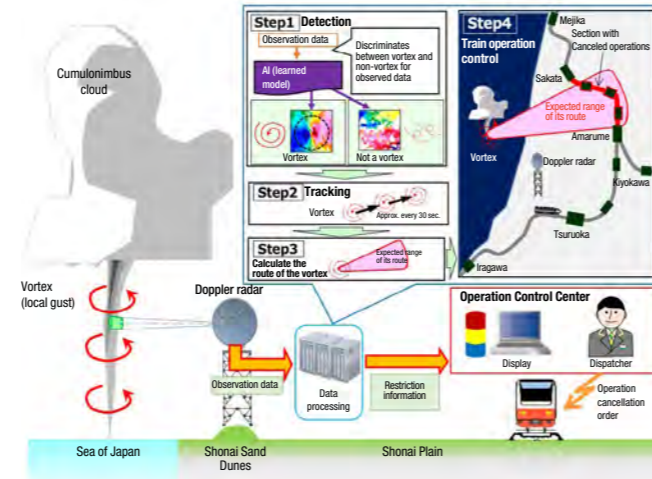 Cumulonimbus
cloud
Vortex
(local gust)
Step1 Detection
Observation data
AI (learned
model)
Discriminates
between vortex and
non-vortex for
observed data
Vortex
Not a vortex
Step2 Tracking
Vortex
Approx. every 30 sec.
Step3
Calculate the
route of the vortex
Expected range
of its route
Step4
Train operation
control
Mejika
Section with
Canceled operations
Sakata
Expected range
of its route
Amarume
Vortex
Doppler radar
Kiyokawa
Tsuruoka
Iragawa
Doppler radar
Observation data
Data
processing
Restriction
information
Operation Control Center
Display
Dispatcher
Operation
cancellation
order
Sea of Japan
Shonai Sand
Dunes
Shonai Plain